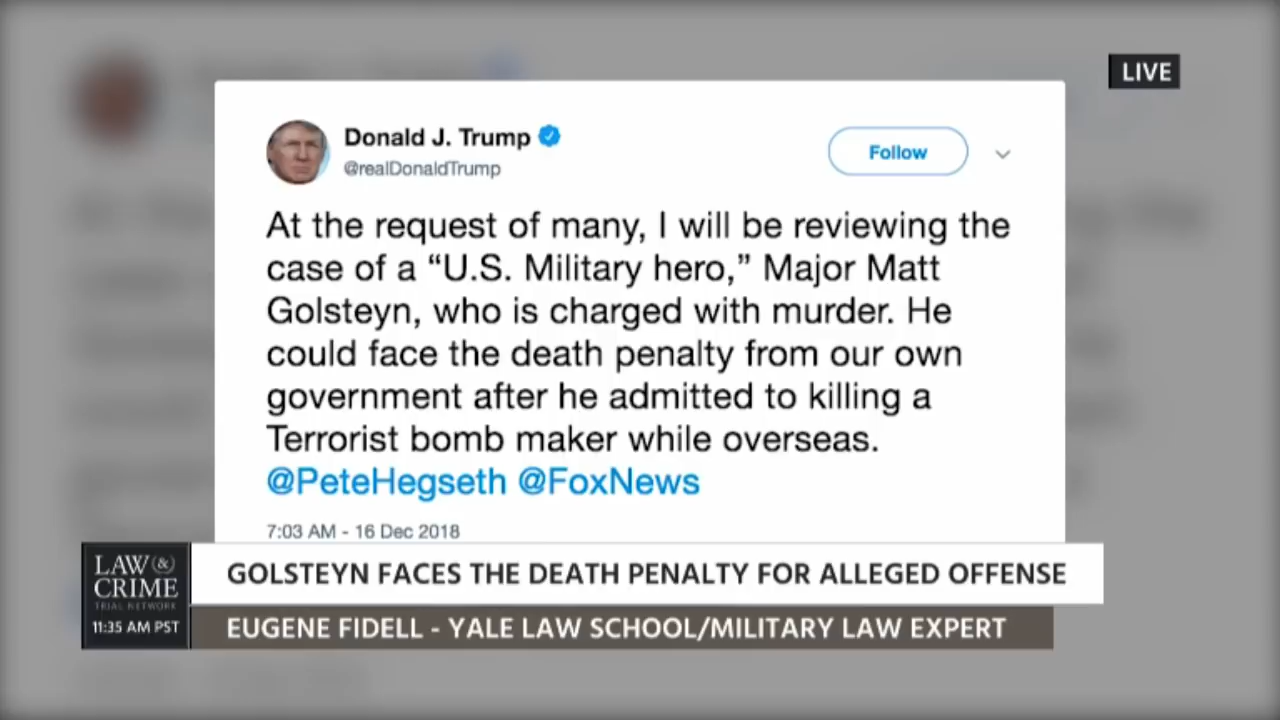 LIVE
Donald J. Trump
@realDonaldTrump
Follow
At the request of many, I will be reviewing the
case of a “U.S. Military hero,” Major Matt
Golsteyn, who is charged with murder. He
could face the death penalty from our own
government after he admitted to killing a
Terrorist bomb maker while overseas.
@PeteHegseth @FoxNews
7:03 AM - 16 Dec 2018
LAW &
CRIME
TRIAL NETWORK
11:35 AM PST
GOLSTEYN FACES THE DEATH PENALTY FOR ALLEGED OFFENSE
EUGENE FIDELL - YALE LAW SCHOOL/MILITARY LAW EXPERT